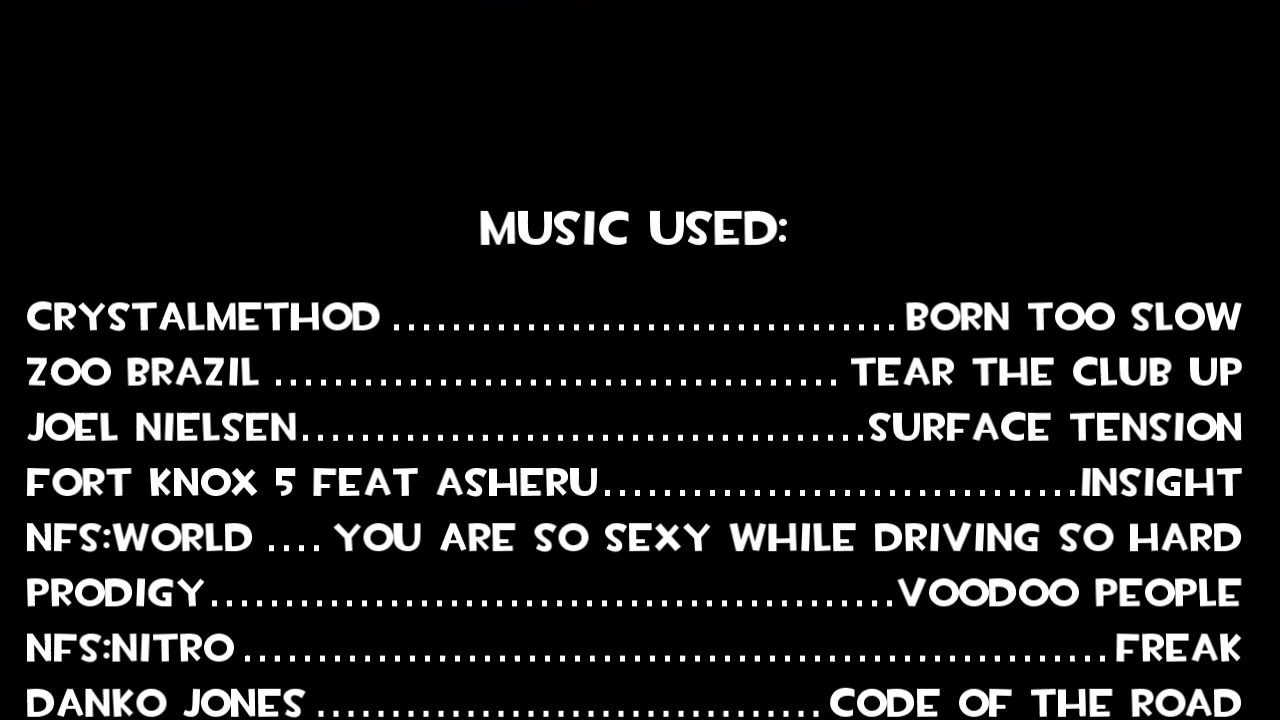 MUSIC USED:
CRYSTALMETHOD ..................................BORN TOO SLOW
ZOO BRAZIL ...................................... TEAR THE CLUB UP
JOEL NIELSEN......................................SURFACE TENSION
FORT KNOX 5 FEAT ASHERU................................INSIGHT
NFS:WORLD .... YOU ARE SO SEXY WHILE DRIVING SO HARD
PRODIGY..............................................VOODOO PEOPLE
NFS:NITRO ..........................................................FREAK
DANKO JONES ..................................CODE OF THE ROAD